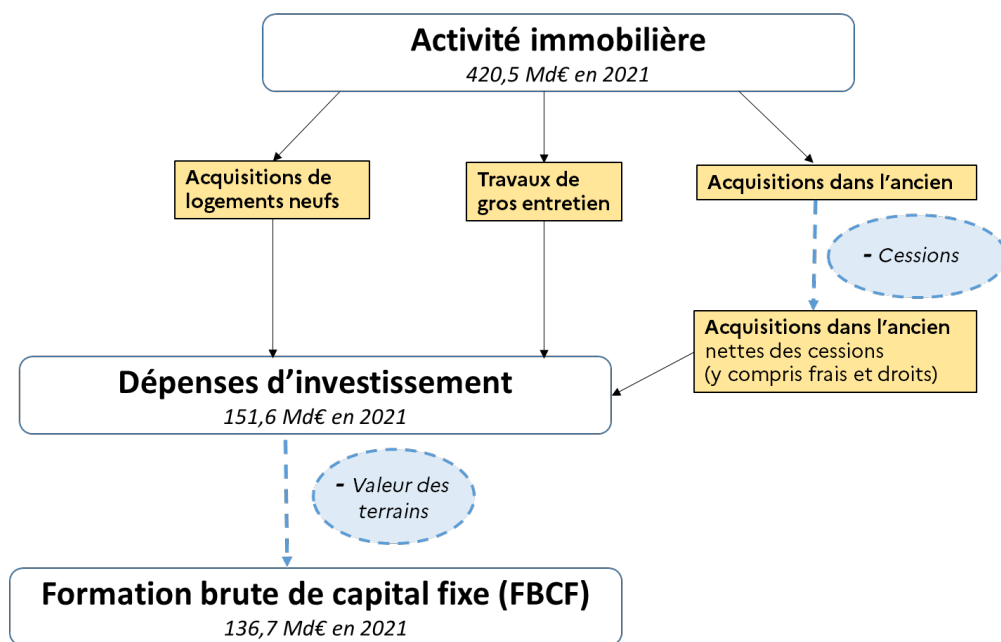 Activité immobilière
420,5 Md€ en 2021
Acquisitions de
logements neufs
Travaux de
gros entretien
Acquisitions dans l’ancien
- Cessions
Acquisitions dans l’ancien
nettes des cessions
(y compris frais et droits)
Dépenses d’investissement
151,6 Md€ en 2021
- Valeur des
terrains
Formation brute de capital fixe (FBCF)
136,7 Md€ en 2021